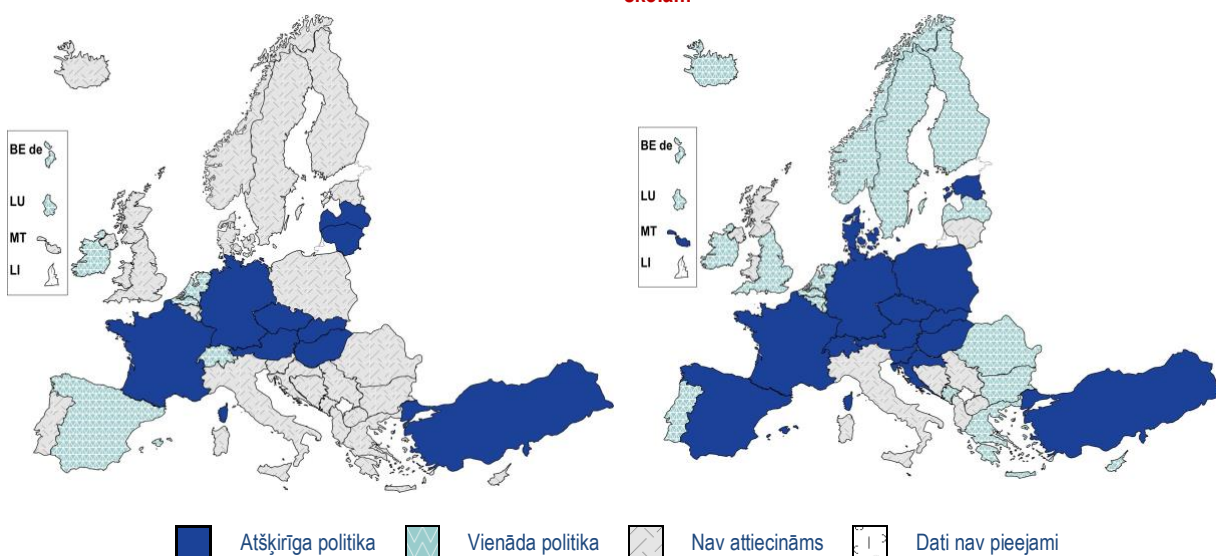 skolām
BE de
LU
MT
LI
BE de
LU
MT
LI
Atšķirīga politika
Vienāda politika
Nav attiecināms
Dati nav pieejami